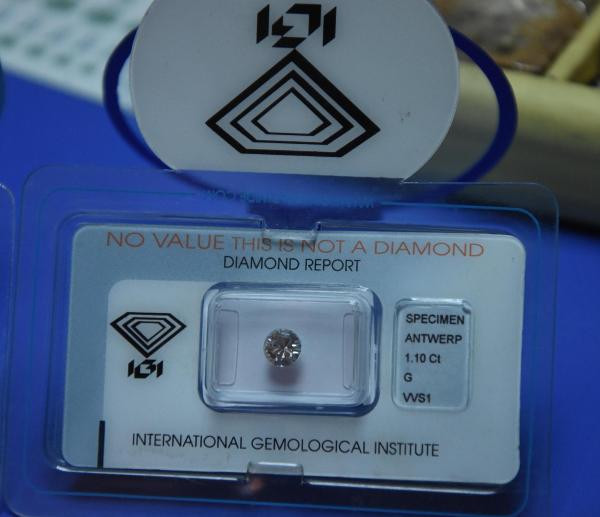 IGI
NO VALUE THIS IS NOT A DIAMOND
DIAMOND REPORT
IGI
SPECIMEN
ANTWERP
1.10 Ct
G
VVS1
INTERNATIONAL GEMOLOGICAL INSTITUTE